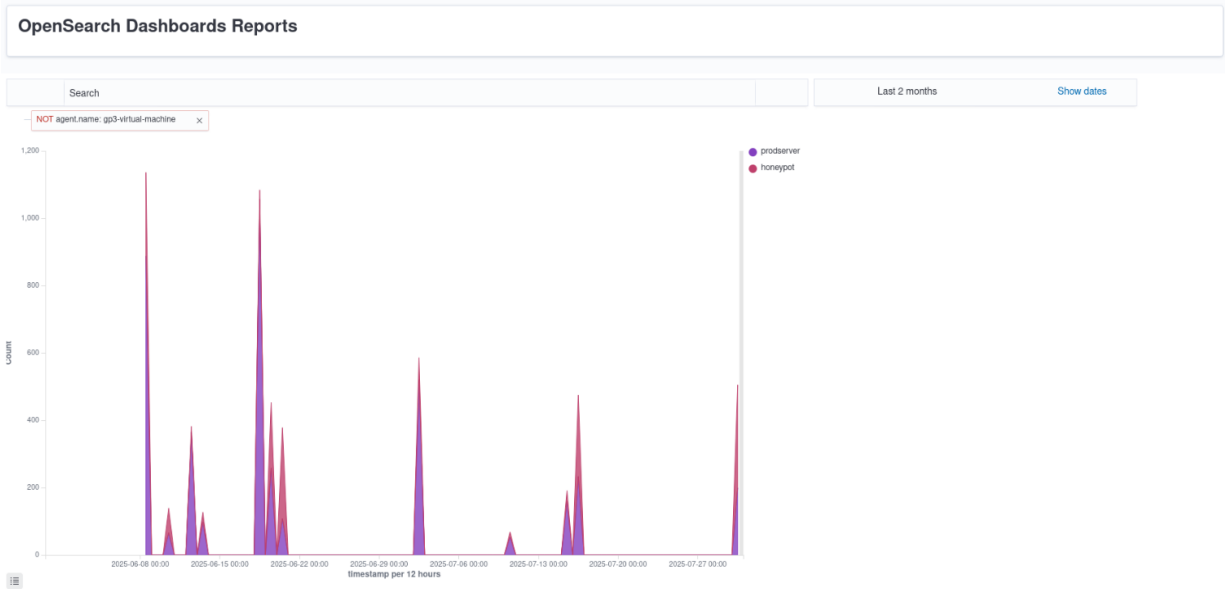 OpenSearch Dashboards Reports
Search
Last 2 months
Show dates
NOT agent.name: gp3-virtual-machine ×
1,200
1,000
800
600
400
200
0
Count
prodserver
honeypot
2025-06-08 00:00
2025-06-15 00:00
2025-06-22 00:00
2025-06-29 00:00
2025-07-06 00:00
2025-07-13 00:00
2025-07-20 00:00
2025-07-27 00:00
timestamp per 12 hours